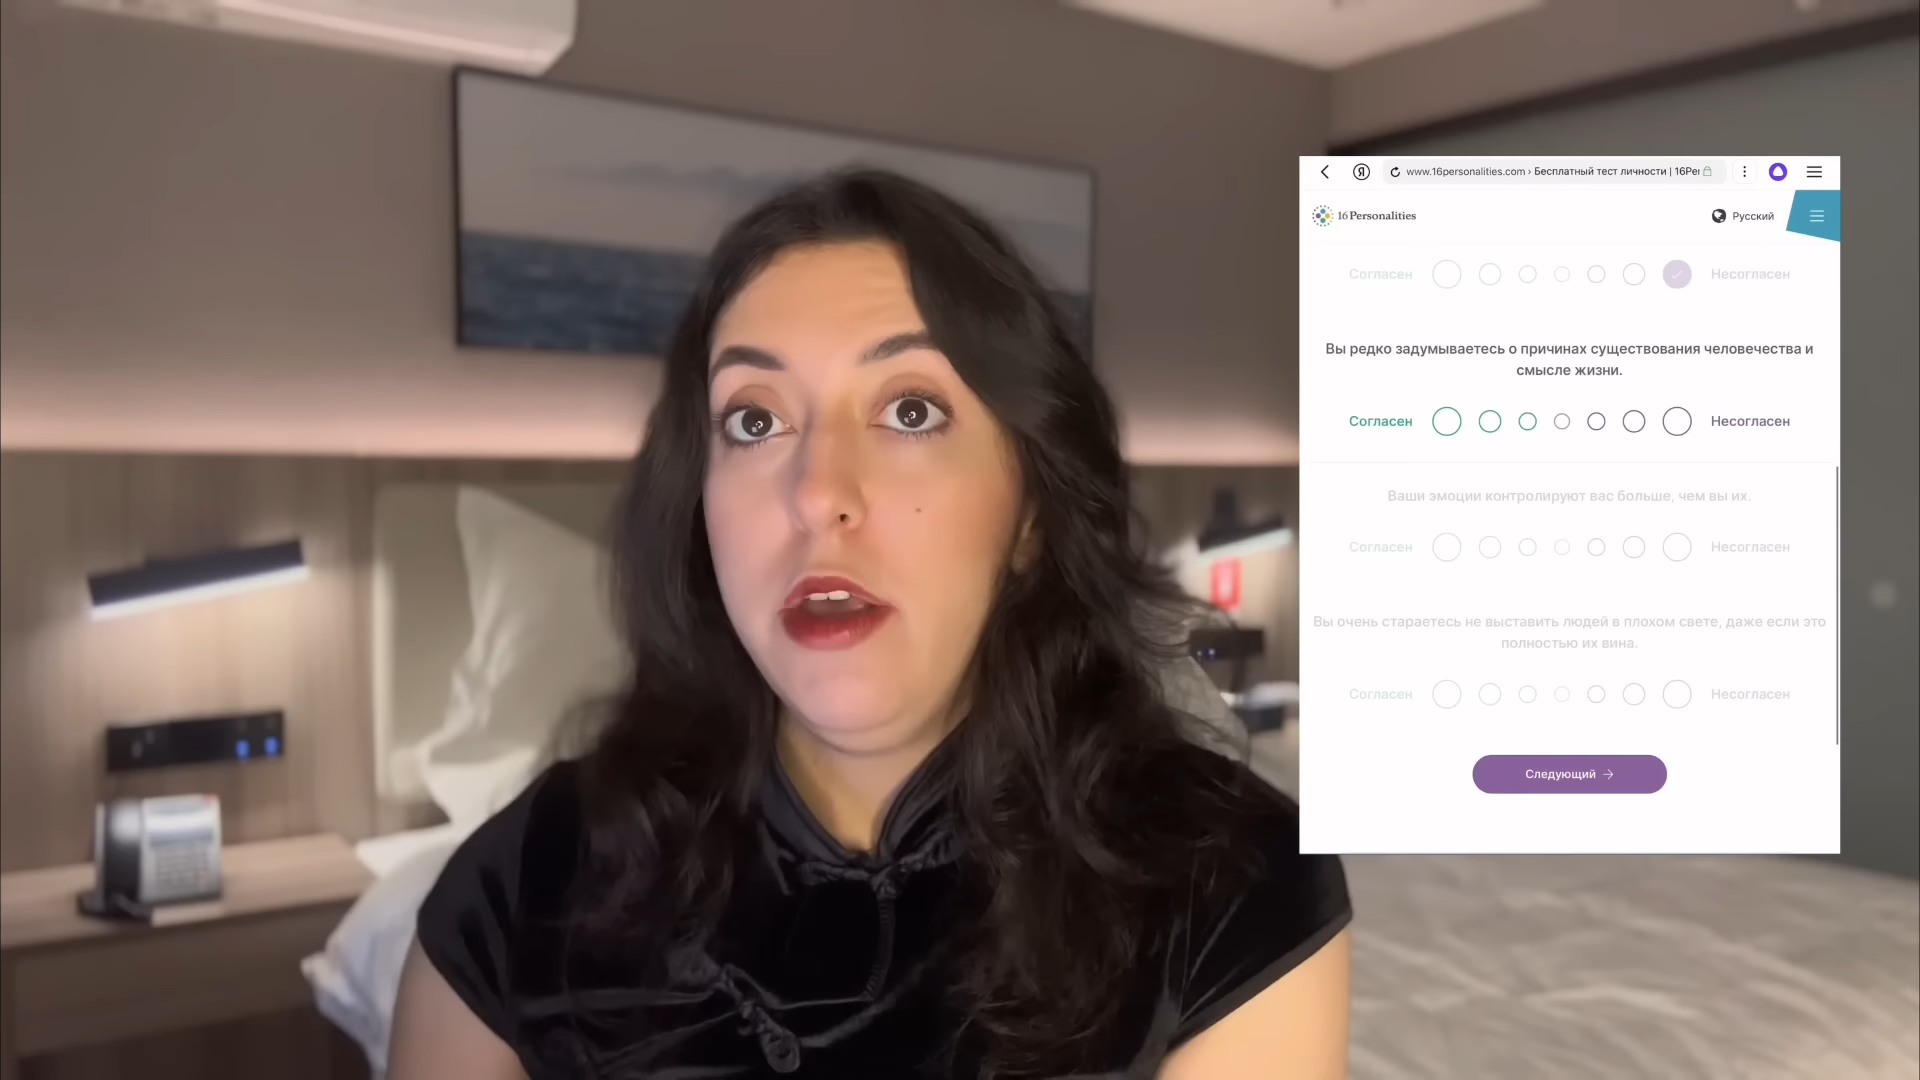 www.16personalities.com › Бесплатный тест личности | 16Per
16Personalities
Русский
Согласен Несогласен
Вы редко задумываетесь о причинах существования человечества и
смысле жизни.
Согласен Несогласен
Ваши эмоции контролируют вас больше, чем вы их.
Согласен Несогласен
Вы очень стараетесь не выставить людей в плохом свете, даже если это
полностью их вина.
Согласен Несогласен
Следующий →